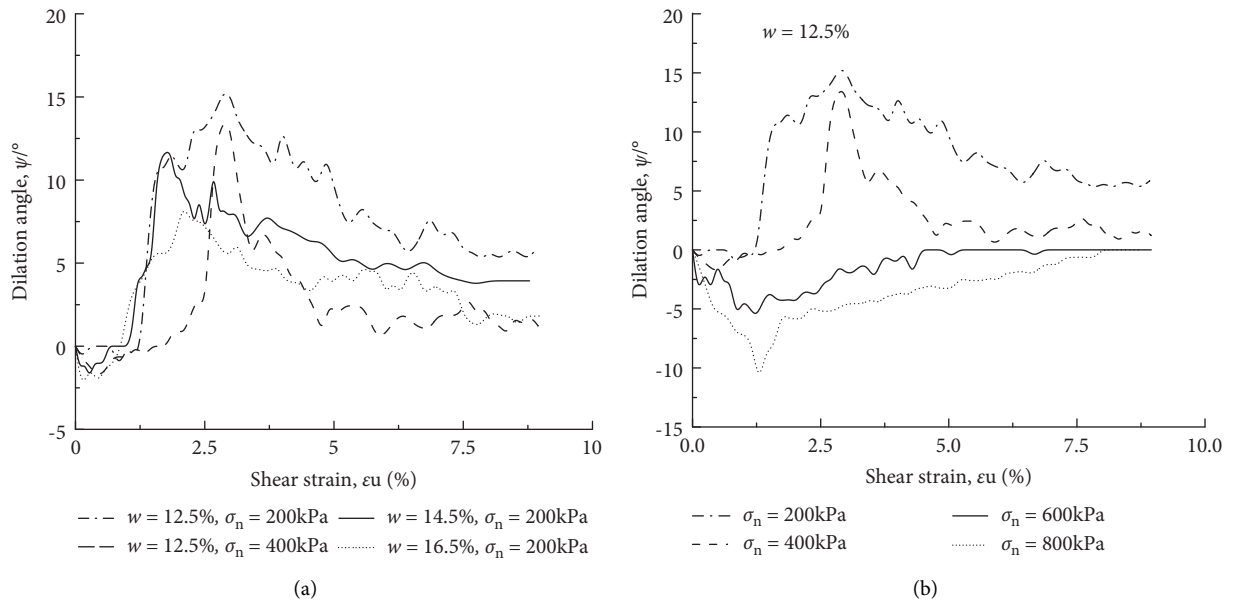 20
15
10
5
0
-5
Dilation angle, ψ/°
0
2.5
5
7.5
10
Shear strain, εu (%)
w = 12.5%, σn = 200kPa
w = 14.5%, σn = 200kPa
w = 12.5%, σn = 400kPa
w = 16.5%, σn = 200kPa
(a)
w = 12.5%
20
15
10
5
0
-5
-10
-15
Dilation angle, ψ/°
0.0
2.5
5.0
7.5
10.0
Shear strain, εu (%)
σn = 200kPa
σn = 600kPa
σn = 400kPa
σn = 800kPa
(b)